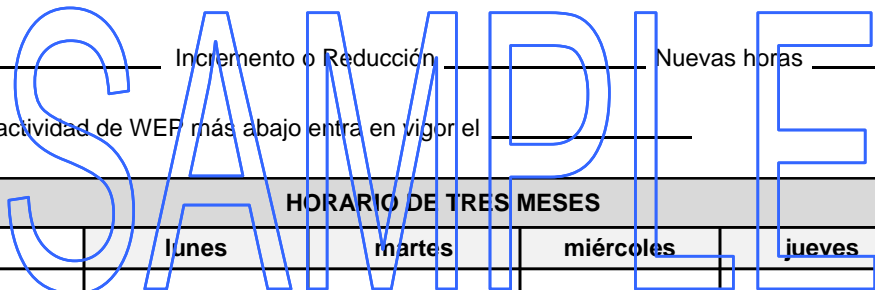 Incremento o Reducción Nuevas horas
actividad de WEP más abajo entra en vigor el
HORARIO DE TRES MESES
lunes martes miércoles jueves
SAMPLE